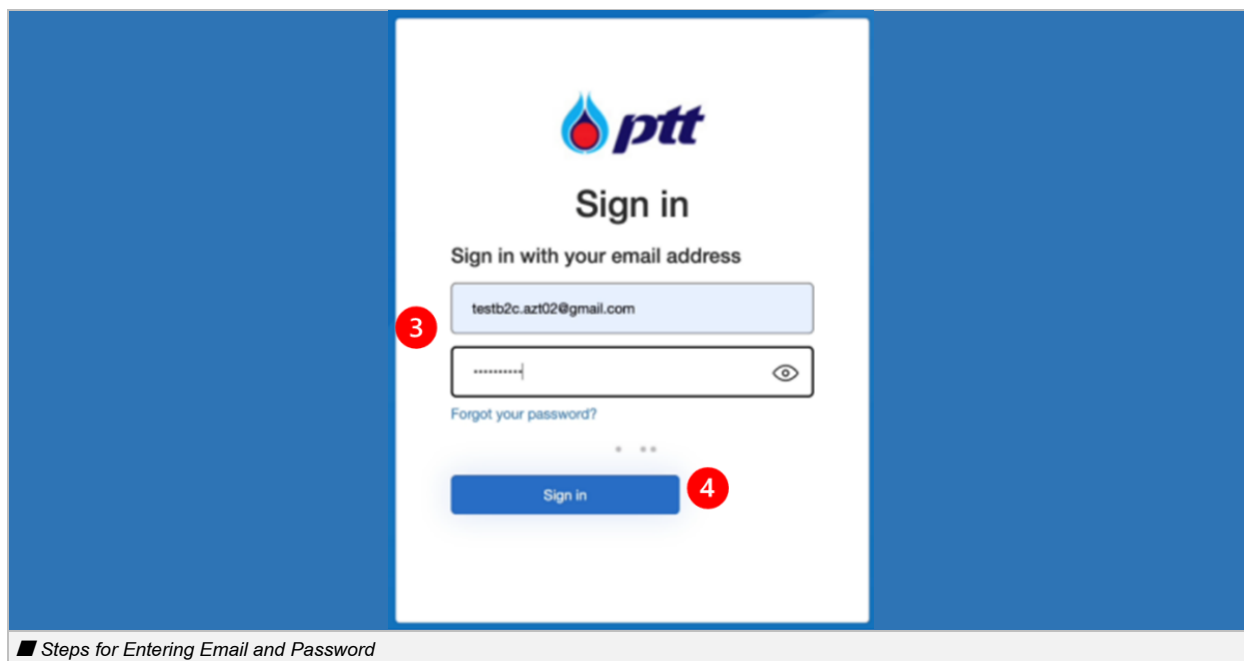 ptt
Sign in
Sign in with your email address
testb2c.azt02@gmail.com
3
••••••••••
Forgot your password?
Sign in
4
Steps for Entering Email and Password